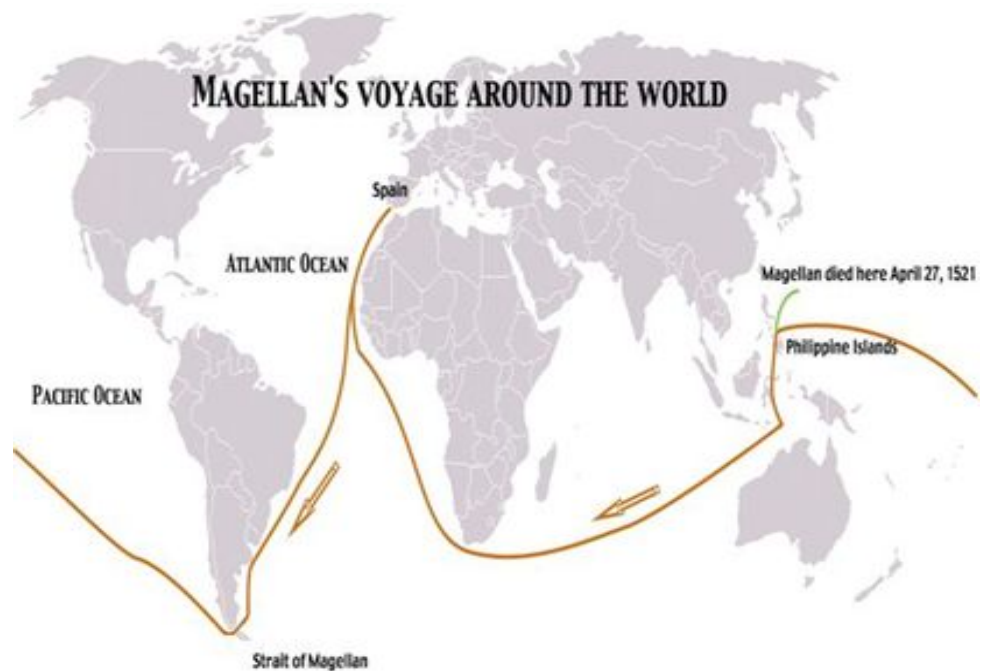 MAGELLAN'S VOYAGE AROUND THE WORLD
Spain
ATLANTIC OCEAN
Magellan died here April 27, 1521
Philippine Islands
PACIFIC OCEAN
Strait of Magellan